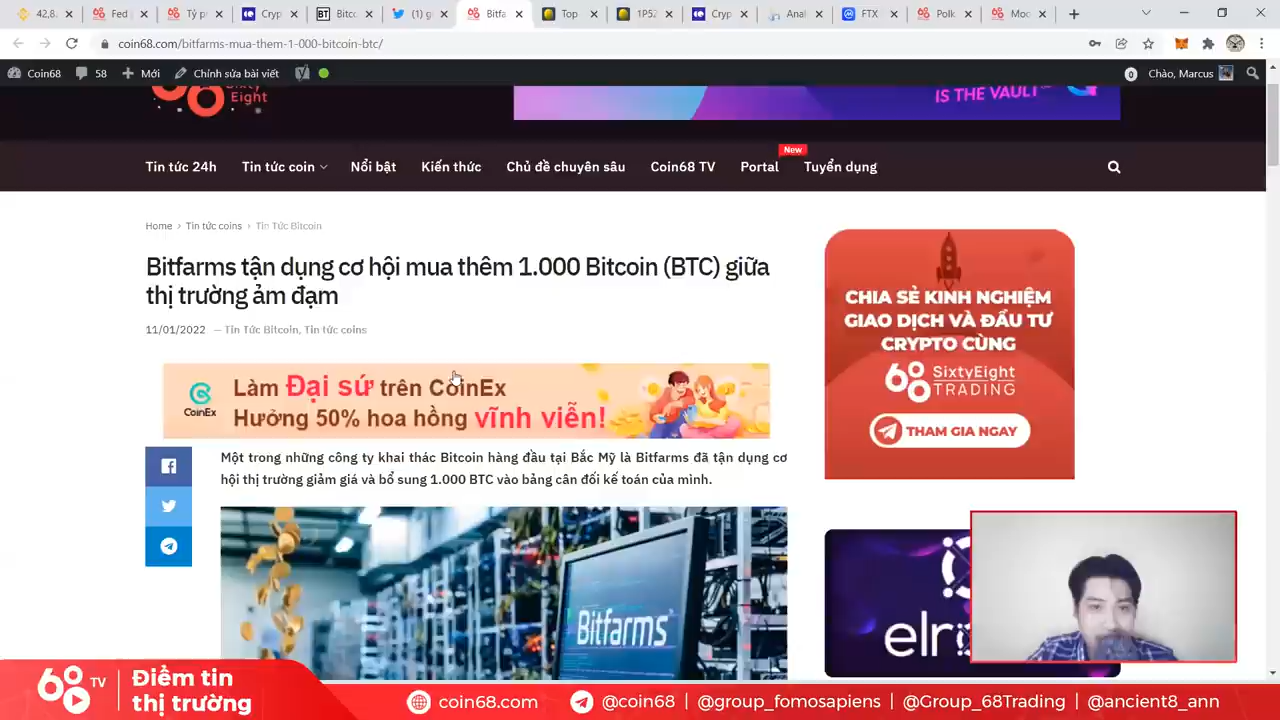 42,8
Fed
Tỷ p
Cryp
Bitco
(1) g
Bitfa
Top
1P52
Cryp
Anal
FTX
Polk
Moo
coin68.com/bitfarms-mua-them-1-000-bitcoin-btc/
Coin68
58
Mới
Chỉnh sửa bài viết
0
Chào, Marcus
68
Eight
IS THE VAULT
New
Tin tức 24h
Tin tức coin
Nổi bật
Kiến thức
Chủ đề chuyên sâu
Coin68 TV
Portal
Tuyển dụng
Home › Tin tức coins › Tin Tức Bitcoin
Bitfarms tận dụng cơ hội mua thêm 1.000 Bitcoin (BTC) giữa
thị trường ảm đạm
11/01/2022 — Tin Tức Bitcoin, Tin tức coins
CoinEx
Làm Đại sứ trên CoinEx
Hưởng 50% hoa hồng vĩnh viễn!
Một trong những công ty khai thác Bitcoin hàng đầu tại Bắc Mỹ là Bitfarms đã tận dụng cơ
hội thị trường giảm giá và bổ sung 1.000 BTC vào bảng cân đối kế toán của mình.
Bitfarms
CHIA SẺ KINH NGHIỆM
GIAO DỊCH VÀ ĐẦU TƯ
CRYPTO CÙNG
68 SixtyEight
TRADING
THAM GIA NGAY
elr
68 TV
Điểm tin
thị trường
coin68.com
@coin68 | @group_fomosapiens | @Group_68Trading | @ancient8_ann